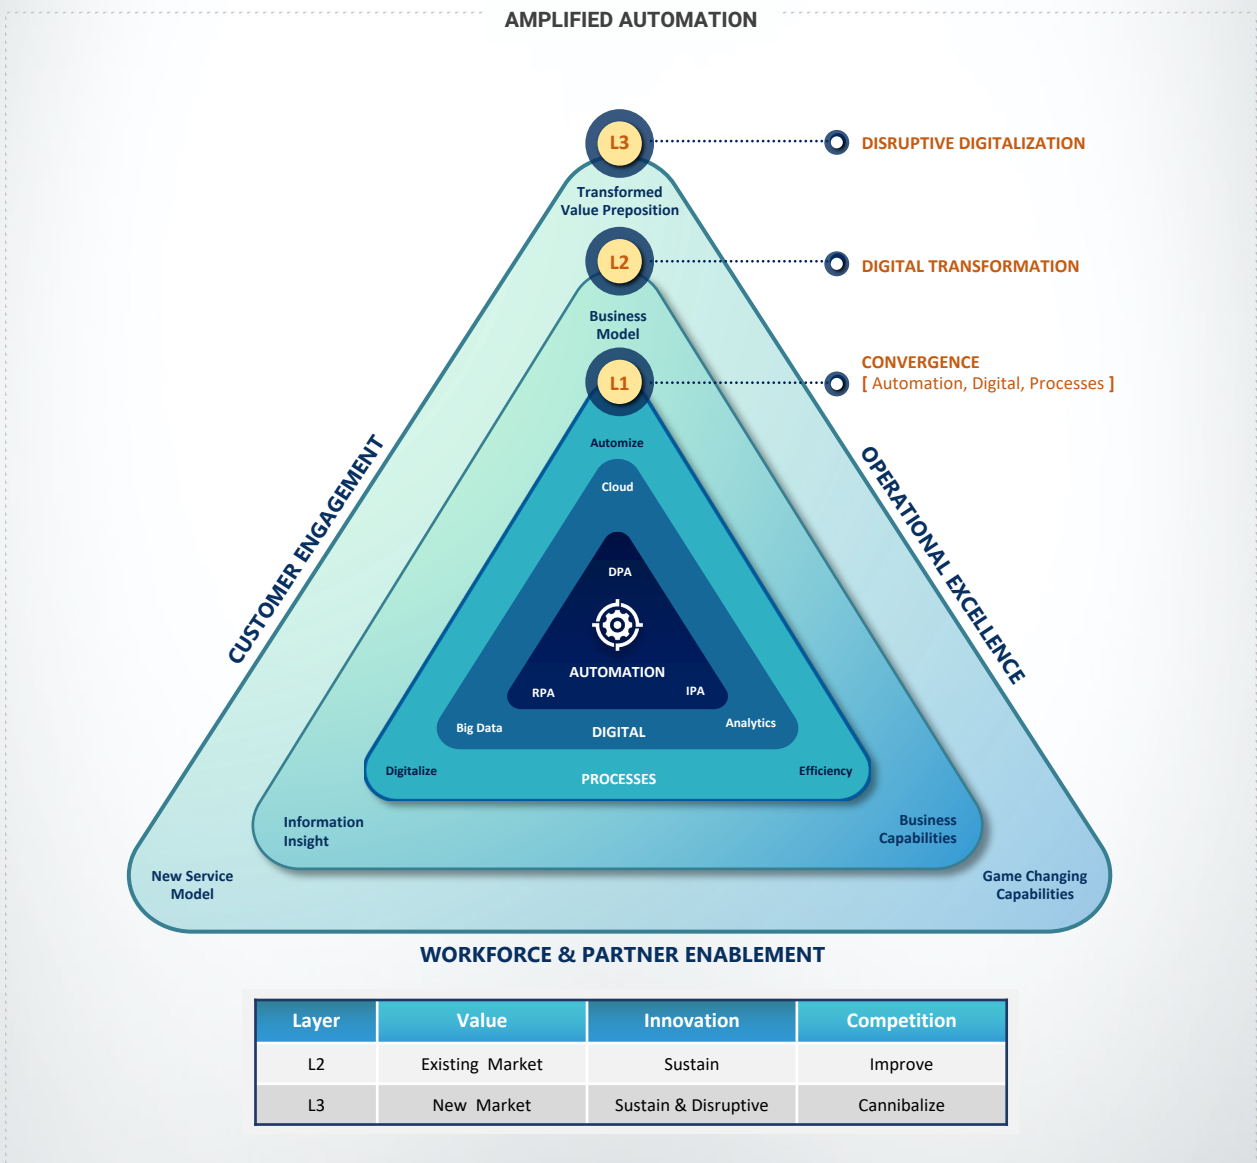 AMPLIFIED AUTOMATION
L3
DISRUPTIVE DIGITALIZATION
Transformed
Value Preposition
L2
DIGITAL TRANSFORMATION
Business
Model
L1
CONVERGENCE
[ Automation, Digital, Processes ]
CUSTOMER ENGAGEMENT
OPERATIONAL EXCELLENCE
Automize
Cloud
DPA
AUTOMATION
RPA
IPA
Big Data
Analytics
DIGITAL
Digitalize
Efficiency
PROCESSES
Information
Insight
Business
Capabilities
New Service
Model
Game Changing
Capabilities
WORKFORCE & PARTNER ENABLEMENT
Layer Value Innovation Competition
L2 Existing Market Sustain Improve
L3 New Market Sustain & Disruptive Cannibalize